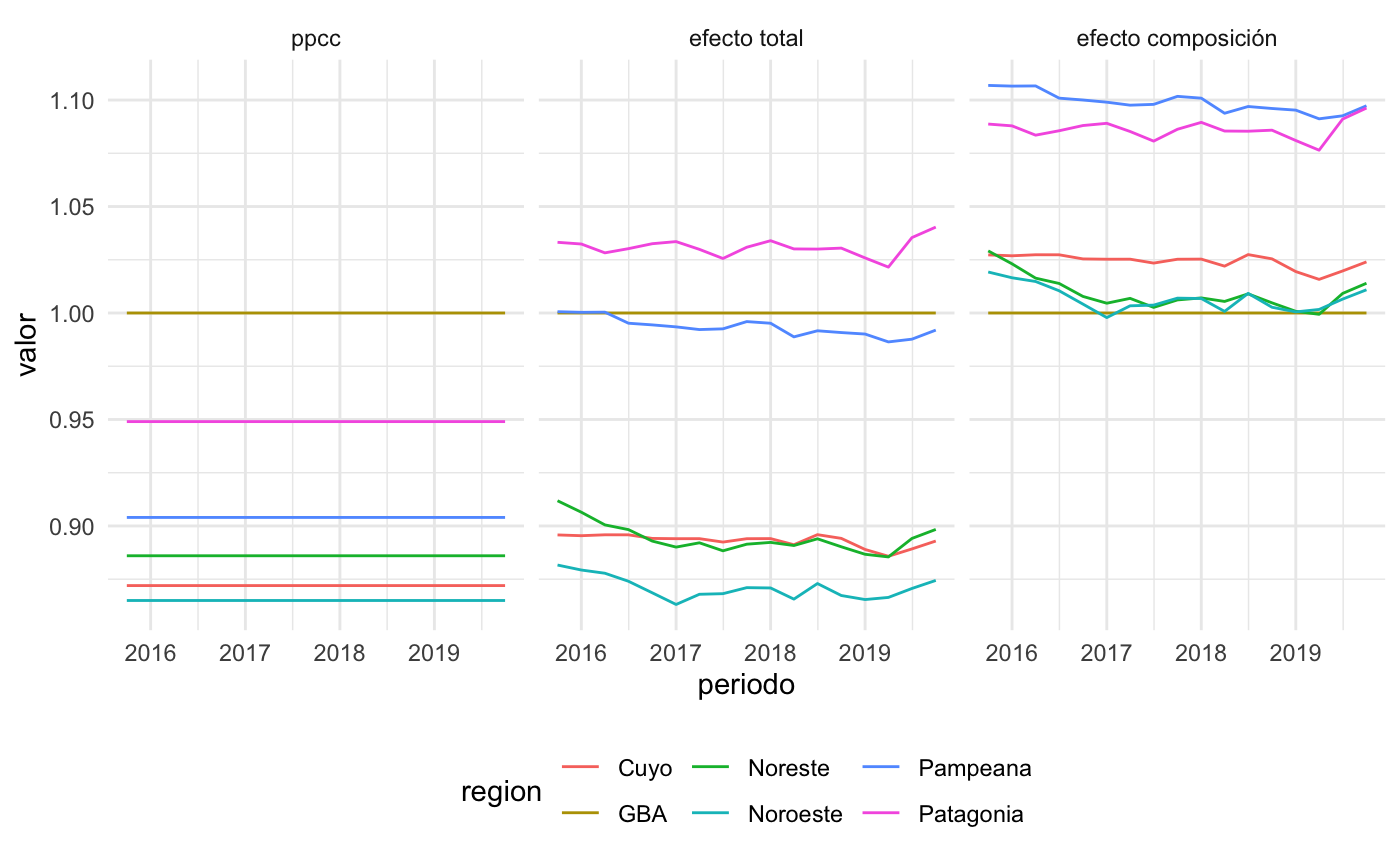 ppcc efecto total efecto composición
1.10
1.05
1.00
0.95
0.90
valor
2016 2017 2018 2019 2016 2017 2018 2019 2016 2017 2018 2019
periodo
region
Cuyo Noreste Pampeana
GBA Noroeste Patagonia